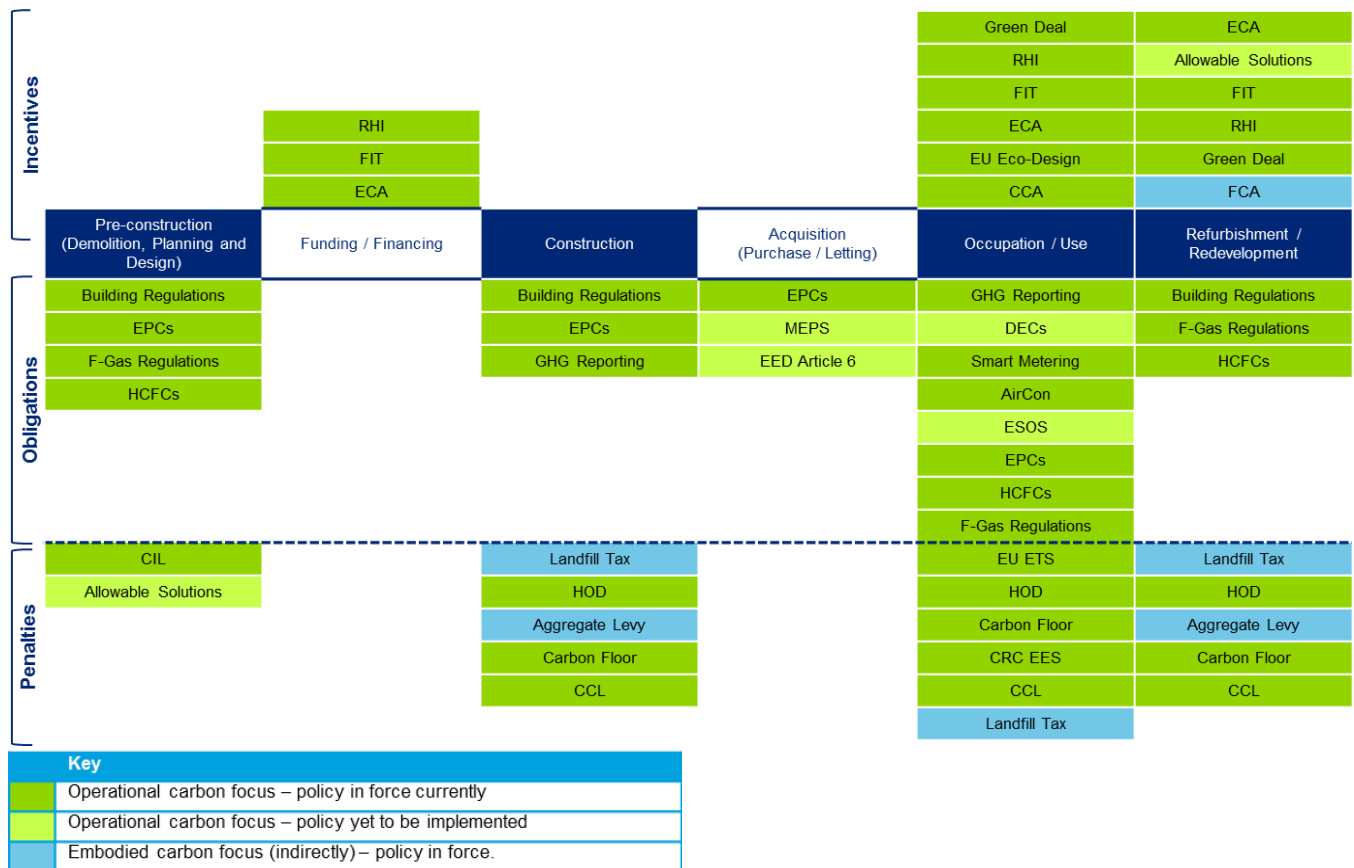 Incentives
Green Deal
ECA
RHI
Allowable Solutions
FIT
FIT
RHI
ECA
RHI
FIT
EU Eco-Design
Green Deal
ECA
CCA
FCA
Pre-construction
(Demolition, Planning and
Design)
Funding / Financing
Construction
Acquisition
(Purchase / Letting)
Occupation / Use
Refurbishment /
Redevelopment
Obligations
Building Regulations
Building Regulations
EPCs
GHG Reporting
Building Regulations
EPCs
EPCs
MEPS
DECs
F-Gas Regulations
F-Gas Regulations
GHG Reporting
EED Article 6
Smart Metering
HCFCs
HCFCs
AirCon
ESOS
EPCs
HCFCs
F-Gas Regulations
Penalties
CIL
Landfill Tax
EU ETS
Landfill Tax
Allowable Solutions
HOD
HOD
HOD
Aggregate Levy
Carbon Floor
Aggregate Levy
Carbon Floor
CRC EES
Carbon Floor
CCL
CCL
CCL
Landfill Tax
Key
Operational carbon focus – policy in force currently
Operational carbon focus – policy yet to be implemented
Embodied carbon focus (indirectly) – policy in force.